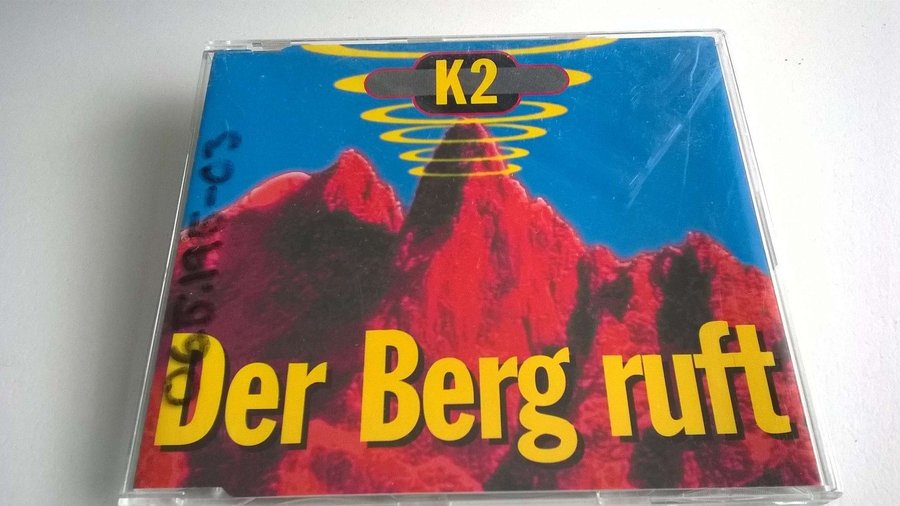 K2
Der Berg ruft